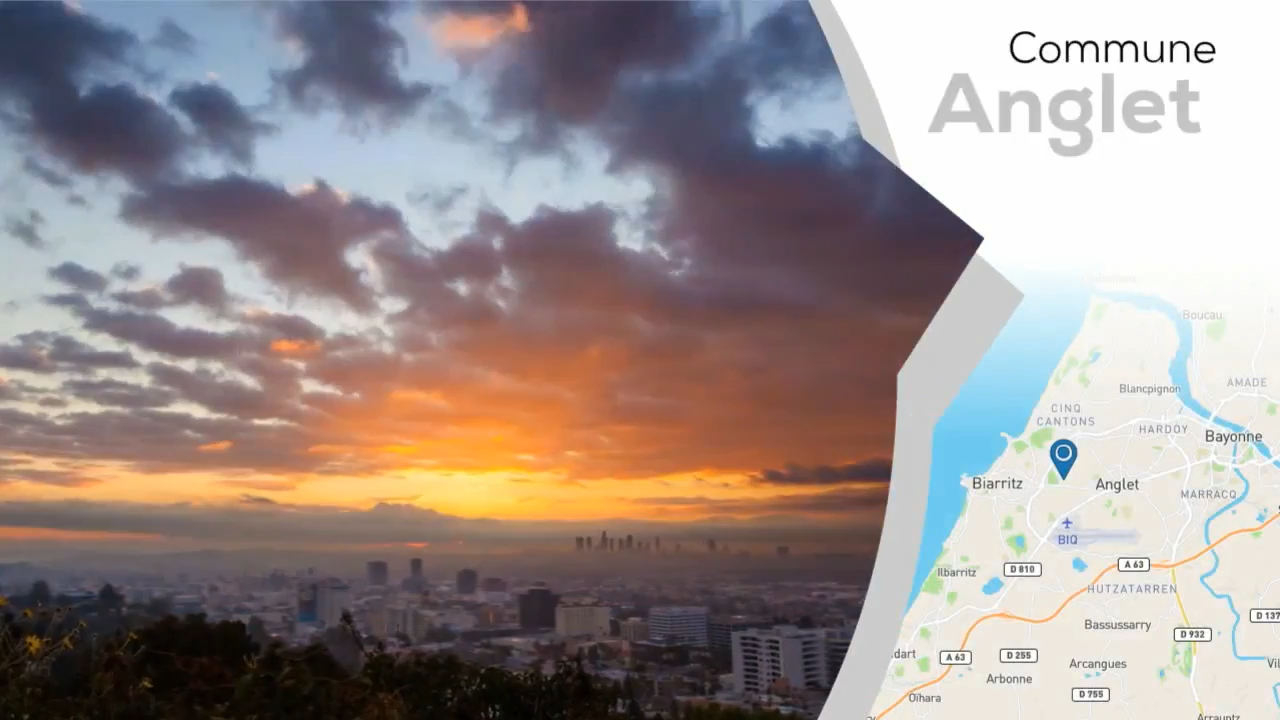 Commune
Anglet
Boucau
Blancpignon
AMADE
CINQ
CANTONS
HARDOY
Bayonne
Biarritz
Anglet
MARRACQ
BIQ
Ilbarritz
D 810
A 63
HUTZATARREN
D 137
Bassussarry
D 932
dart
A 63
D 255
Arcangues
Arbonne
Oihara
D 755